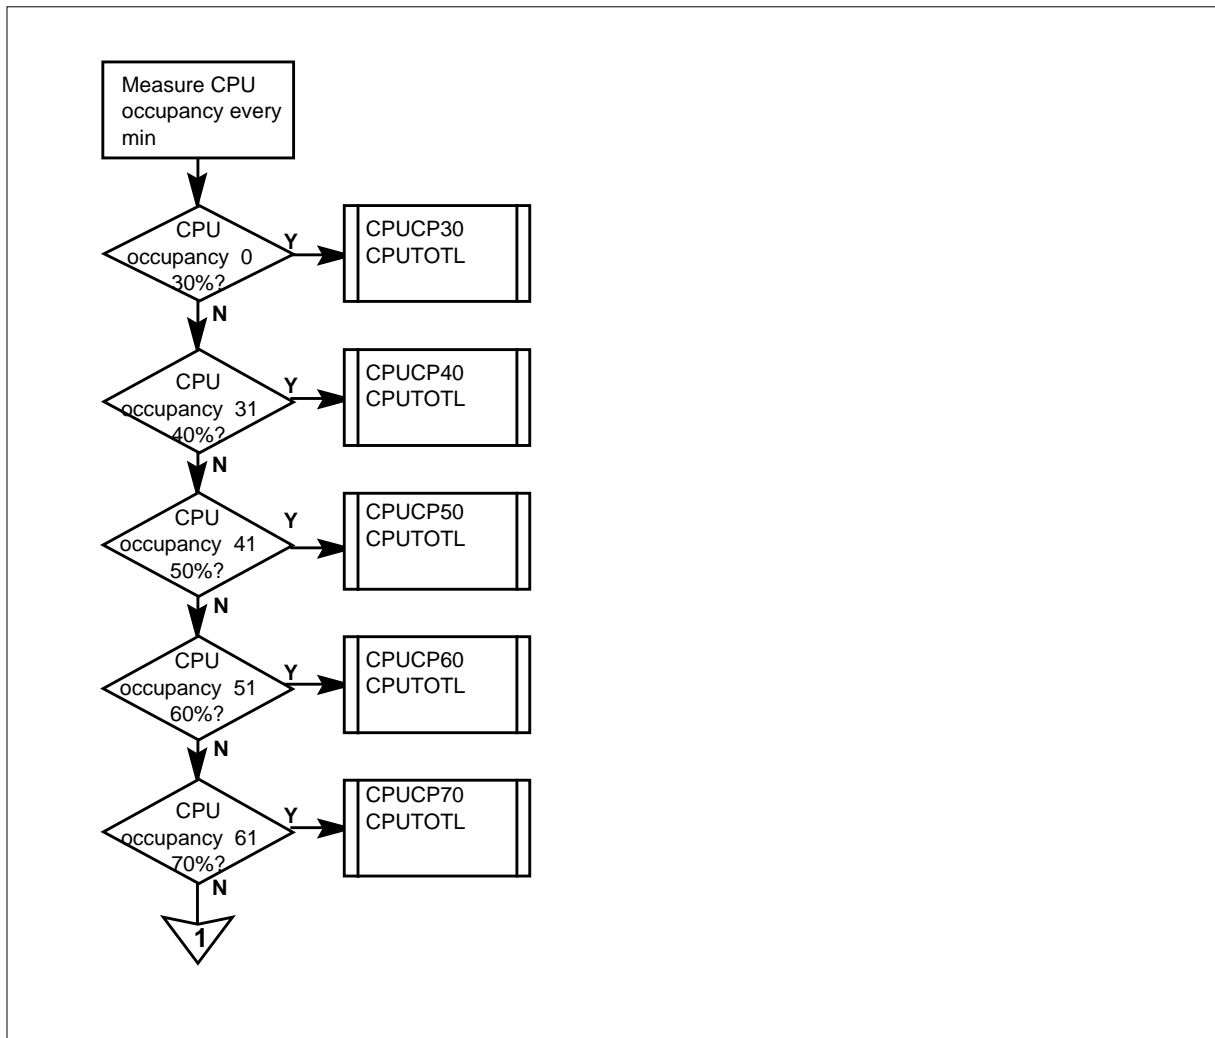 Measure CPU
occupancy every
min
CPU
occupancy 0
30%?
Y
CPUCP30
CPUTOTL
N
CPU
occupancy 31
40%?
Y
CPUCP40
CPUTOTL
N
CPU
occupancy 41
50%?
Y
CPUCP50
CPUTOTL
N
CPU
occupancy 51
60%?
Y
CPUCP60
CPUTOTL
N
CPU
occupancy 61
70%?
Y
CPUCP70
CPUTOTL
N
1